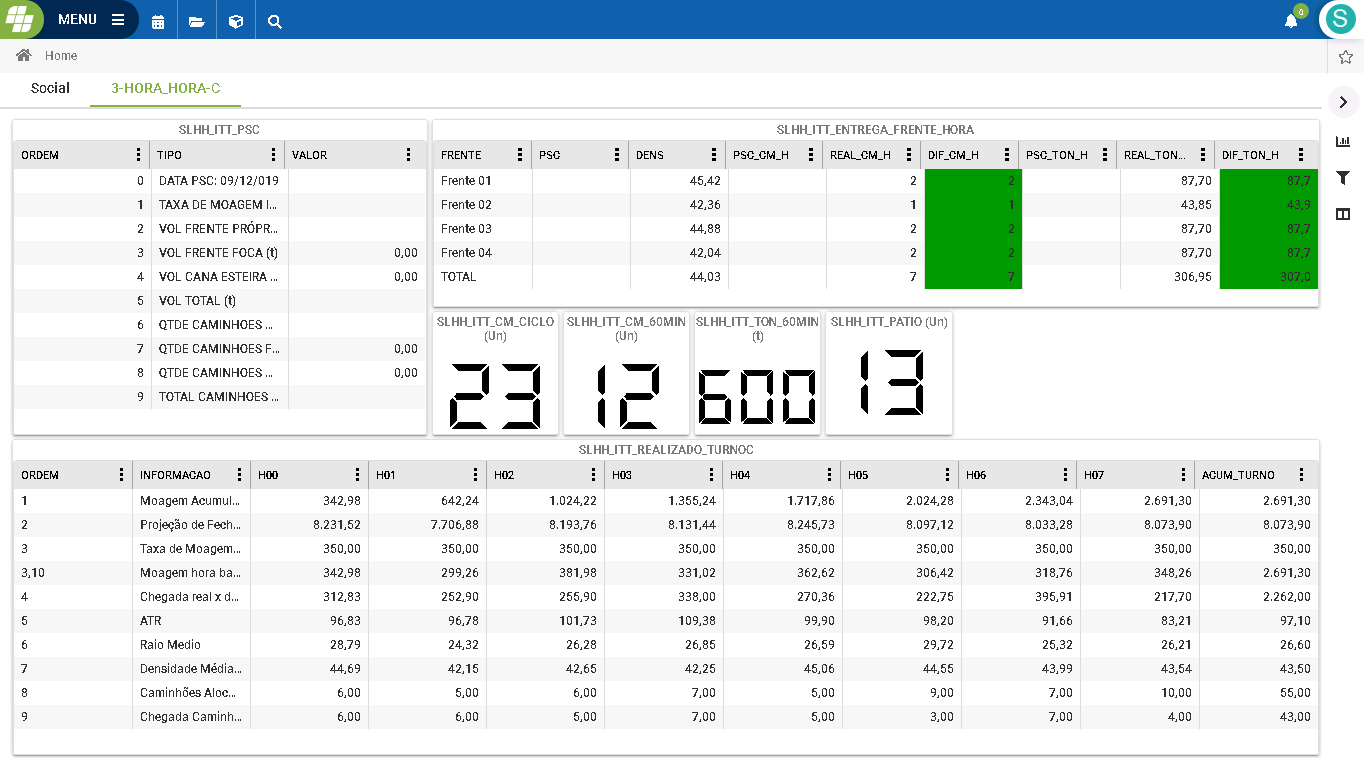 MENU
0
S
Home
Social 3-HORA_HORA-C
SLHH_ITT_PSC
ORDEM TIPO VALOR
0 DATA PSC: 09/12/019
1 TAXA DE MOAGEM I...
2 VOL FRENTE PRÓPR...
3 VOL FRENTE FOCA (t) 0,00
4 VOL CANA ESTEIRA ... 0,00
5 VOL TOTAL (t)
6 QTDE CAMINHOES ...
7 QTDE CAMINHOES F... 0,00
8 QTDE CAMINHOES ... 0,00
9 TOTAL CAMINHOES ...
SLHH_ITT_ENTREGA_FRENTE_HORA
FRENTE PSC DENS PSC_CM_H REAL_CM_H DIF_CM_H PSC_TON_H REAL_TON... DIF_TON_H
Frente 01 45,42 2 2 87,70 87,7
Frente 02 42,36 1 1 43,85 43,9
Frente 03 44,88 2 2 87,70 87,7
Frente 04 42,04 2 2 87,70 87,7
TOTAL 44,03 7 7 306,95 307,0
SLHH_ITT_CM_CICLO
(Un)
23
SLHH_ITT_CM_60MIN
(Un)
12
SLHH_ITT_TON_60MIN
(t)
600
SLHH_ITT_PATIO (Un)
13
SLHH_ITT_REALIZADO_TURNOC
ORDEM INFORMACAO H00 H01 H02 H03 H04 H05 H06 H07 ACUM_TURNO
1 Moagem Acumul... 342,98 642,24 1.024,22 1.355,24 1.717,86 2.024,28 2.343,04 2.691,30 2.691,30
2 Projeção de Fech... 8.231,52 7.706,88 8.193,76 8.131,44 8.245,73 8.097,12 8.033,28 8.073,90 8.073,90
3 Taxa de Moagem... 350,00 350,00 350,00 350,00 350,00 350,00 350,00 350,00 350,00
3,10 Moagem hora ba... 342,98 299,26 381,98 331,02 362,62 306,42 318,76 348,26 2.691,30
4 Chegada real x d... 312,83 252,90 255,90 338,00 270,36 222,75 395,91 217,70 2.262,00
5 ATR 96,83 96,78 101,73 109,38 99,90 98,20 91,66 83,21 97,10
6 Raio Medio 28,79 24,32 26,28 26,85 26,59 29,72 25,32 26,21 26,60
7 Densidade Média... 44,69 42,15 42,65 42,25 45,06 44,55 43,99 43,54 43,50
8 Caminhões Aloc... 6,00 5,00 6,00 7,00 5,00 9,00 7,00 10,00 55,00
9 Chegada Caminh... 6,00 6,00 5,00 7,00 5,00 3,00 7,00 4,00 43,00